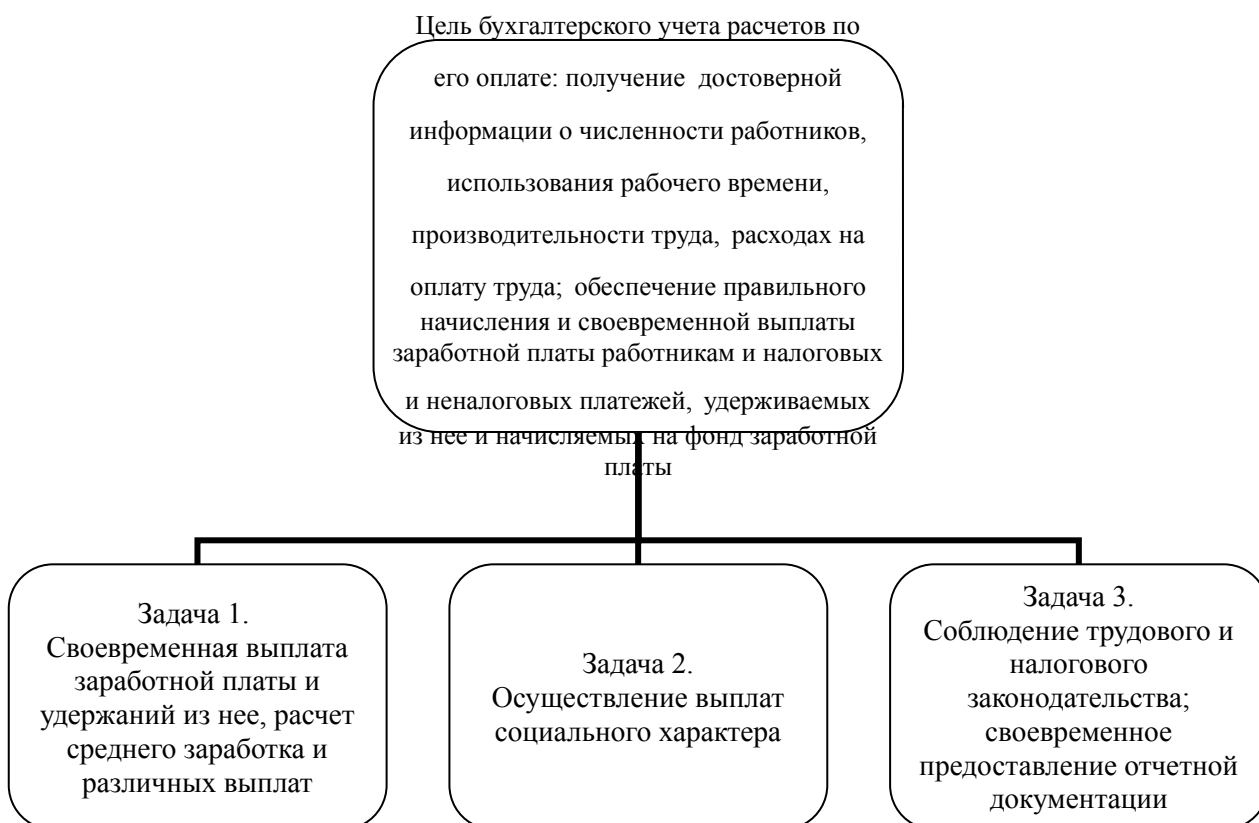 Цель бухгалтерского учета расчетов по
его оплате: получение достоверной
информации о численности работников,
использования рабочего времени,
производительности труда, расходах на
оплату труда; обеспечение правильного
начисления и своевременной выплаты
заработной платы работникам и налоговых
и неналоговых платежей, удерживаемых
из нее и начисляемых на фонд заработной
платы
Задача 1.
Своевременная выплата
заработной платы и
удержаний из нее, расчет
среднего заработка и
различных выплат
Задача 2.
Осуществление выплат
социального характера
Задача 3.
Соблюдение трудового и
налогового
законодательства;
своевременное
предоставление отчетной
документации